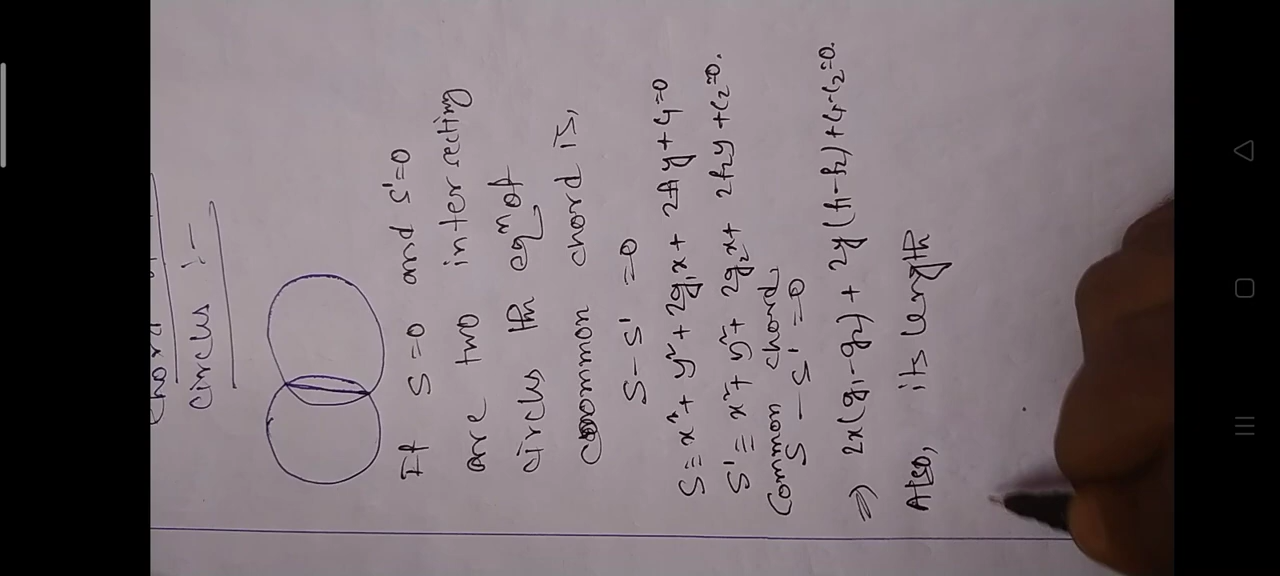 circles :-
If S=0 and S'=0
are two intersecting
circles the eqⁿ of
common chord is,
S - S' = 0
S ≡ x² + y² + 2g₁x + 2f₁y + c₁=0
S' ≡ x² + y² + 2g₂x + 2f₂y + c₂=0.
Common chord,
S - S' = 0
⇒ 2x(g₁-g₂) + 2y(f₁-f₂) + c₁-c₂=0.
Also, its length